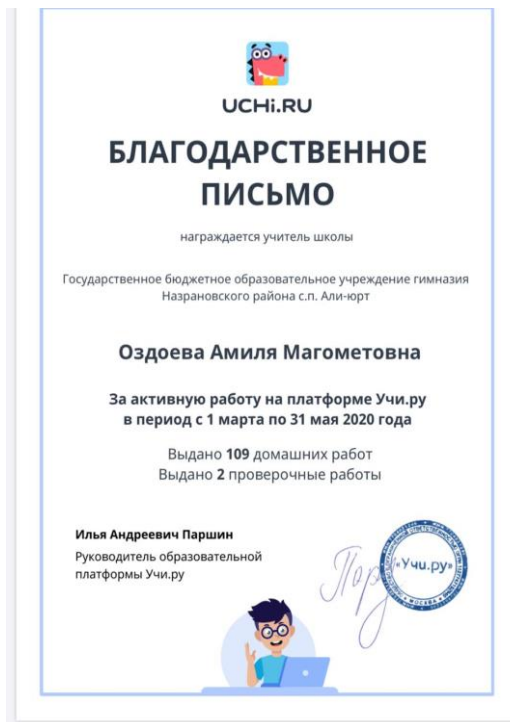 UCHi.RU
БЛАГОДАРСТВЕННОЕ
ПИСЬМО
награждается учитель школы
Государственное бюджетное образовательное учреждение гимназия
Назрановского района с.п. Али-юрт
Оздоева Амиля Магометовна
За активную работу на платформе Учи.ру
в период с 1 марта по 31 мая 2020 года
Выдано 109 домашних работ
Выдано 2 проверочные работы
Илья Андреевич Паршин
Руководитель образовательной
платформы Учи.ру
«Учи.ру»
МОСКВА